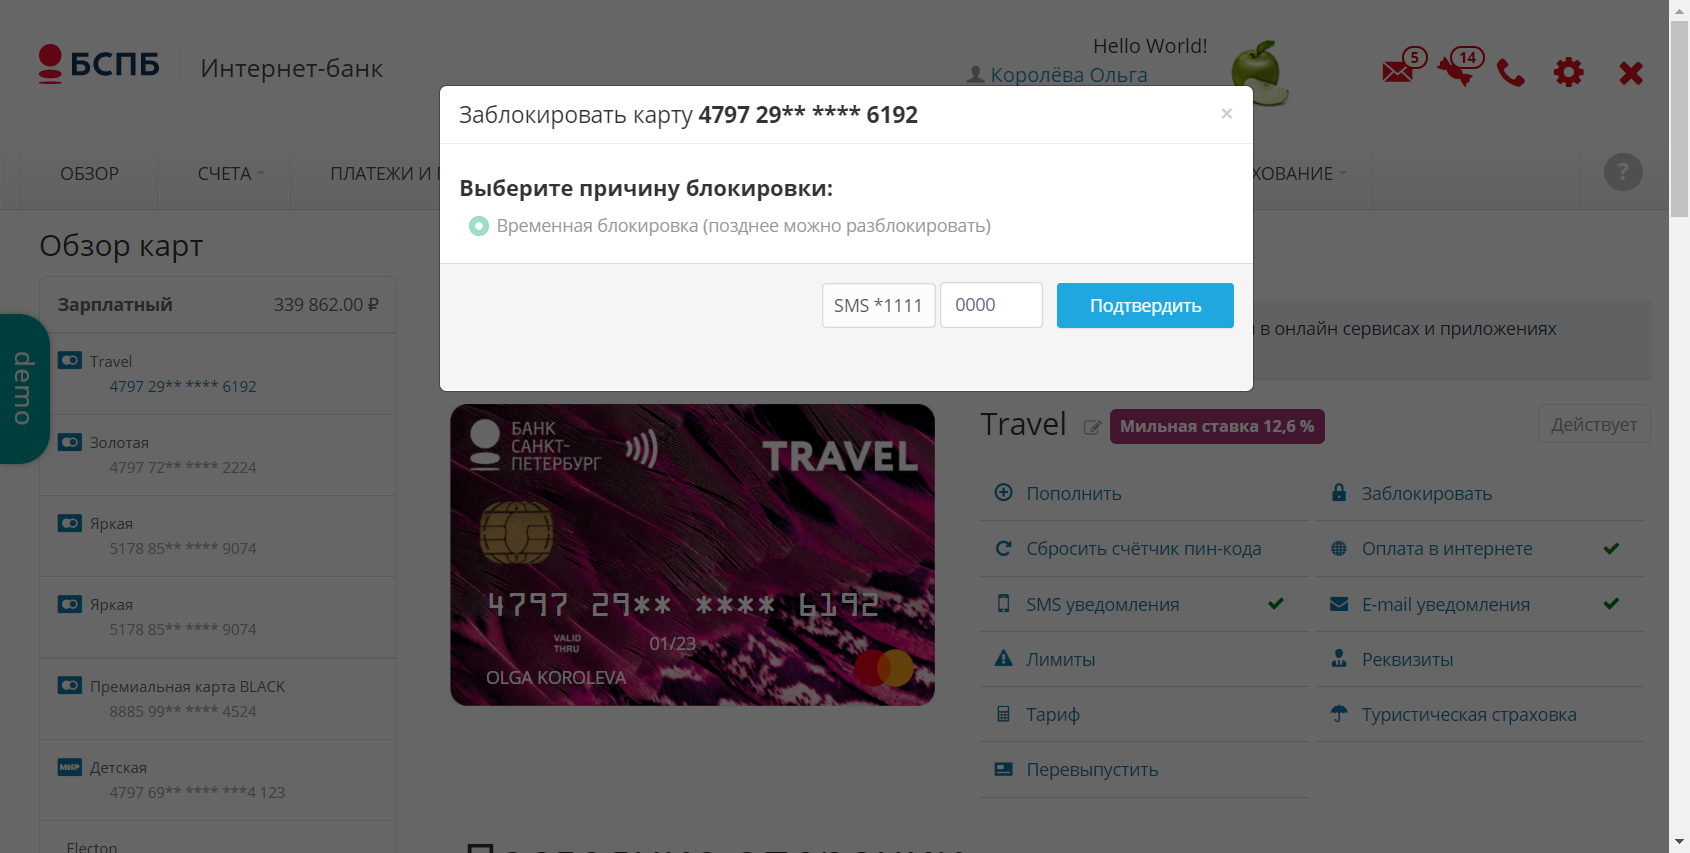 БСПБ
Интернет-банк
Hello World!
Королёва Ольга
5
14
Заблокировать карту 4797 29** **** 6192
×
ОБЗОР
СЧЕТА
ПЛАТЕЖИ И
ХОВАНИЕ
?
Выберите причину блокировки:
Временная блокировка (позднее можно разблокировать)
SMS *1111
0000
Подтвердить
Обзор карт
Зарплатный 339 862.00 ₽
Travel
4797 29** **** 6192
Золотая
4797 72** **** 2224
Яркая
5178 85** **** 9074
Яркая
5178 85** **** 9074
Премиальная карта BLACK
8885 99** **** 4524
МИР Детская
4797 69** **** ***4 123
Electon
demo
в онлайн сервисах и приложениях
БАНК
САНКТ-
ПЕТЕРБУРГ
TRAVEL
4797 29** **** 6192
VALID
THRU
01/23
OLGA KOROLEVA
Travel
Мильная ставка 12,6 %
Действует
Пополнить
Заблокировать
Сбросить счётчик пин-кода
Оплата в интернете
SMS уведомления
E-mail уведомления
Лимиты
Реквизиты
Тариф
Туристическая страховка
Перевыпустить